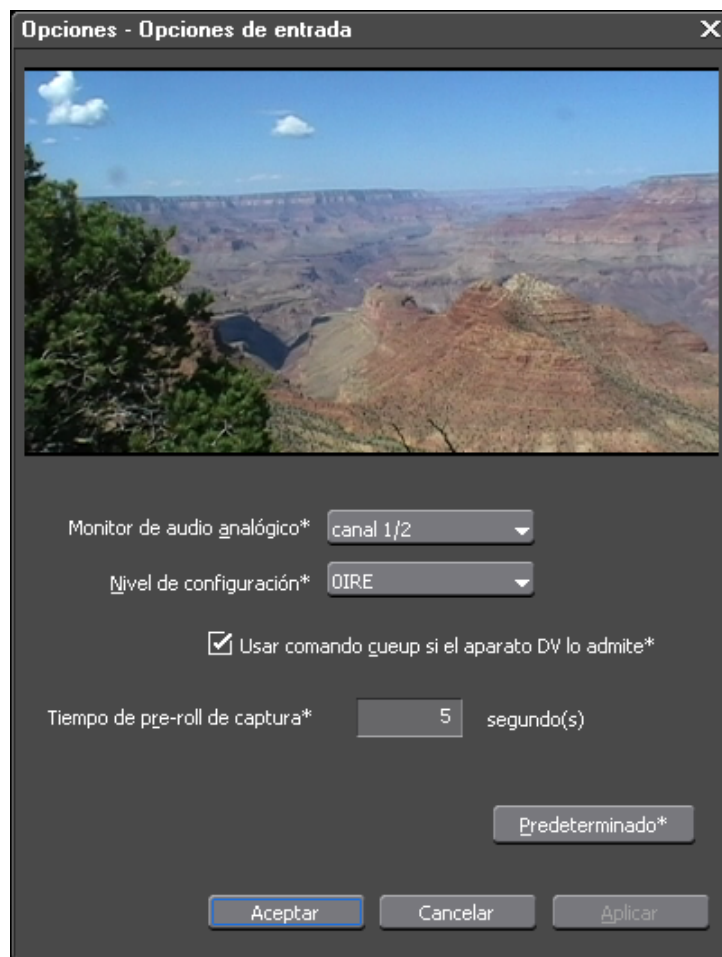 Opciones - Opciones de entrada
Monitor de audio analógico* canal 1/2
Nivel de configuración* 0IRE
Usar comando cueup si el aparato DV lo admite*
Tiempo de pre-roll de captura* 5 segundo(s)
Predeterminado*
Aceptar Cancelar Aplicar